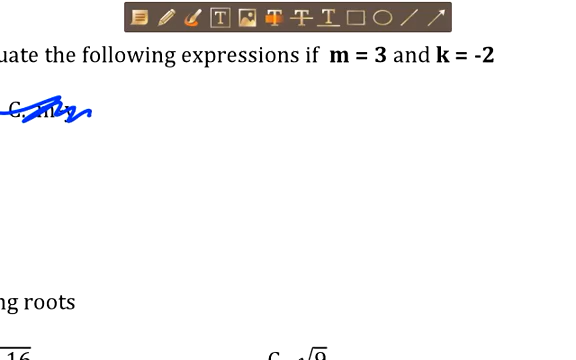 uate the following expressions if m = 3 and k = -2
C.
ng roots
16
C. √9